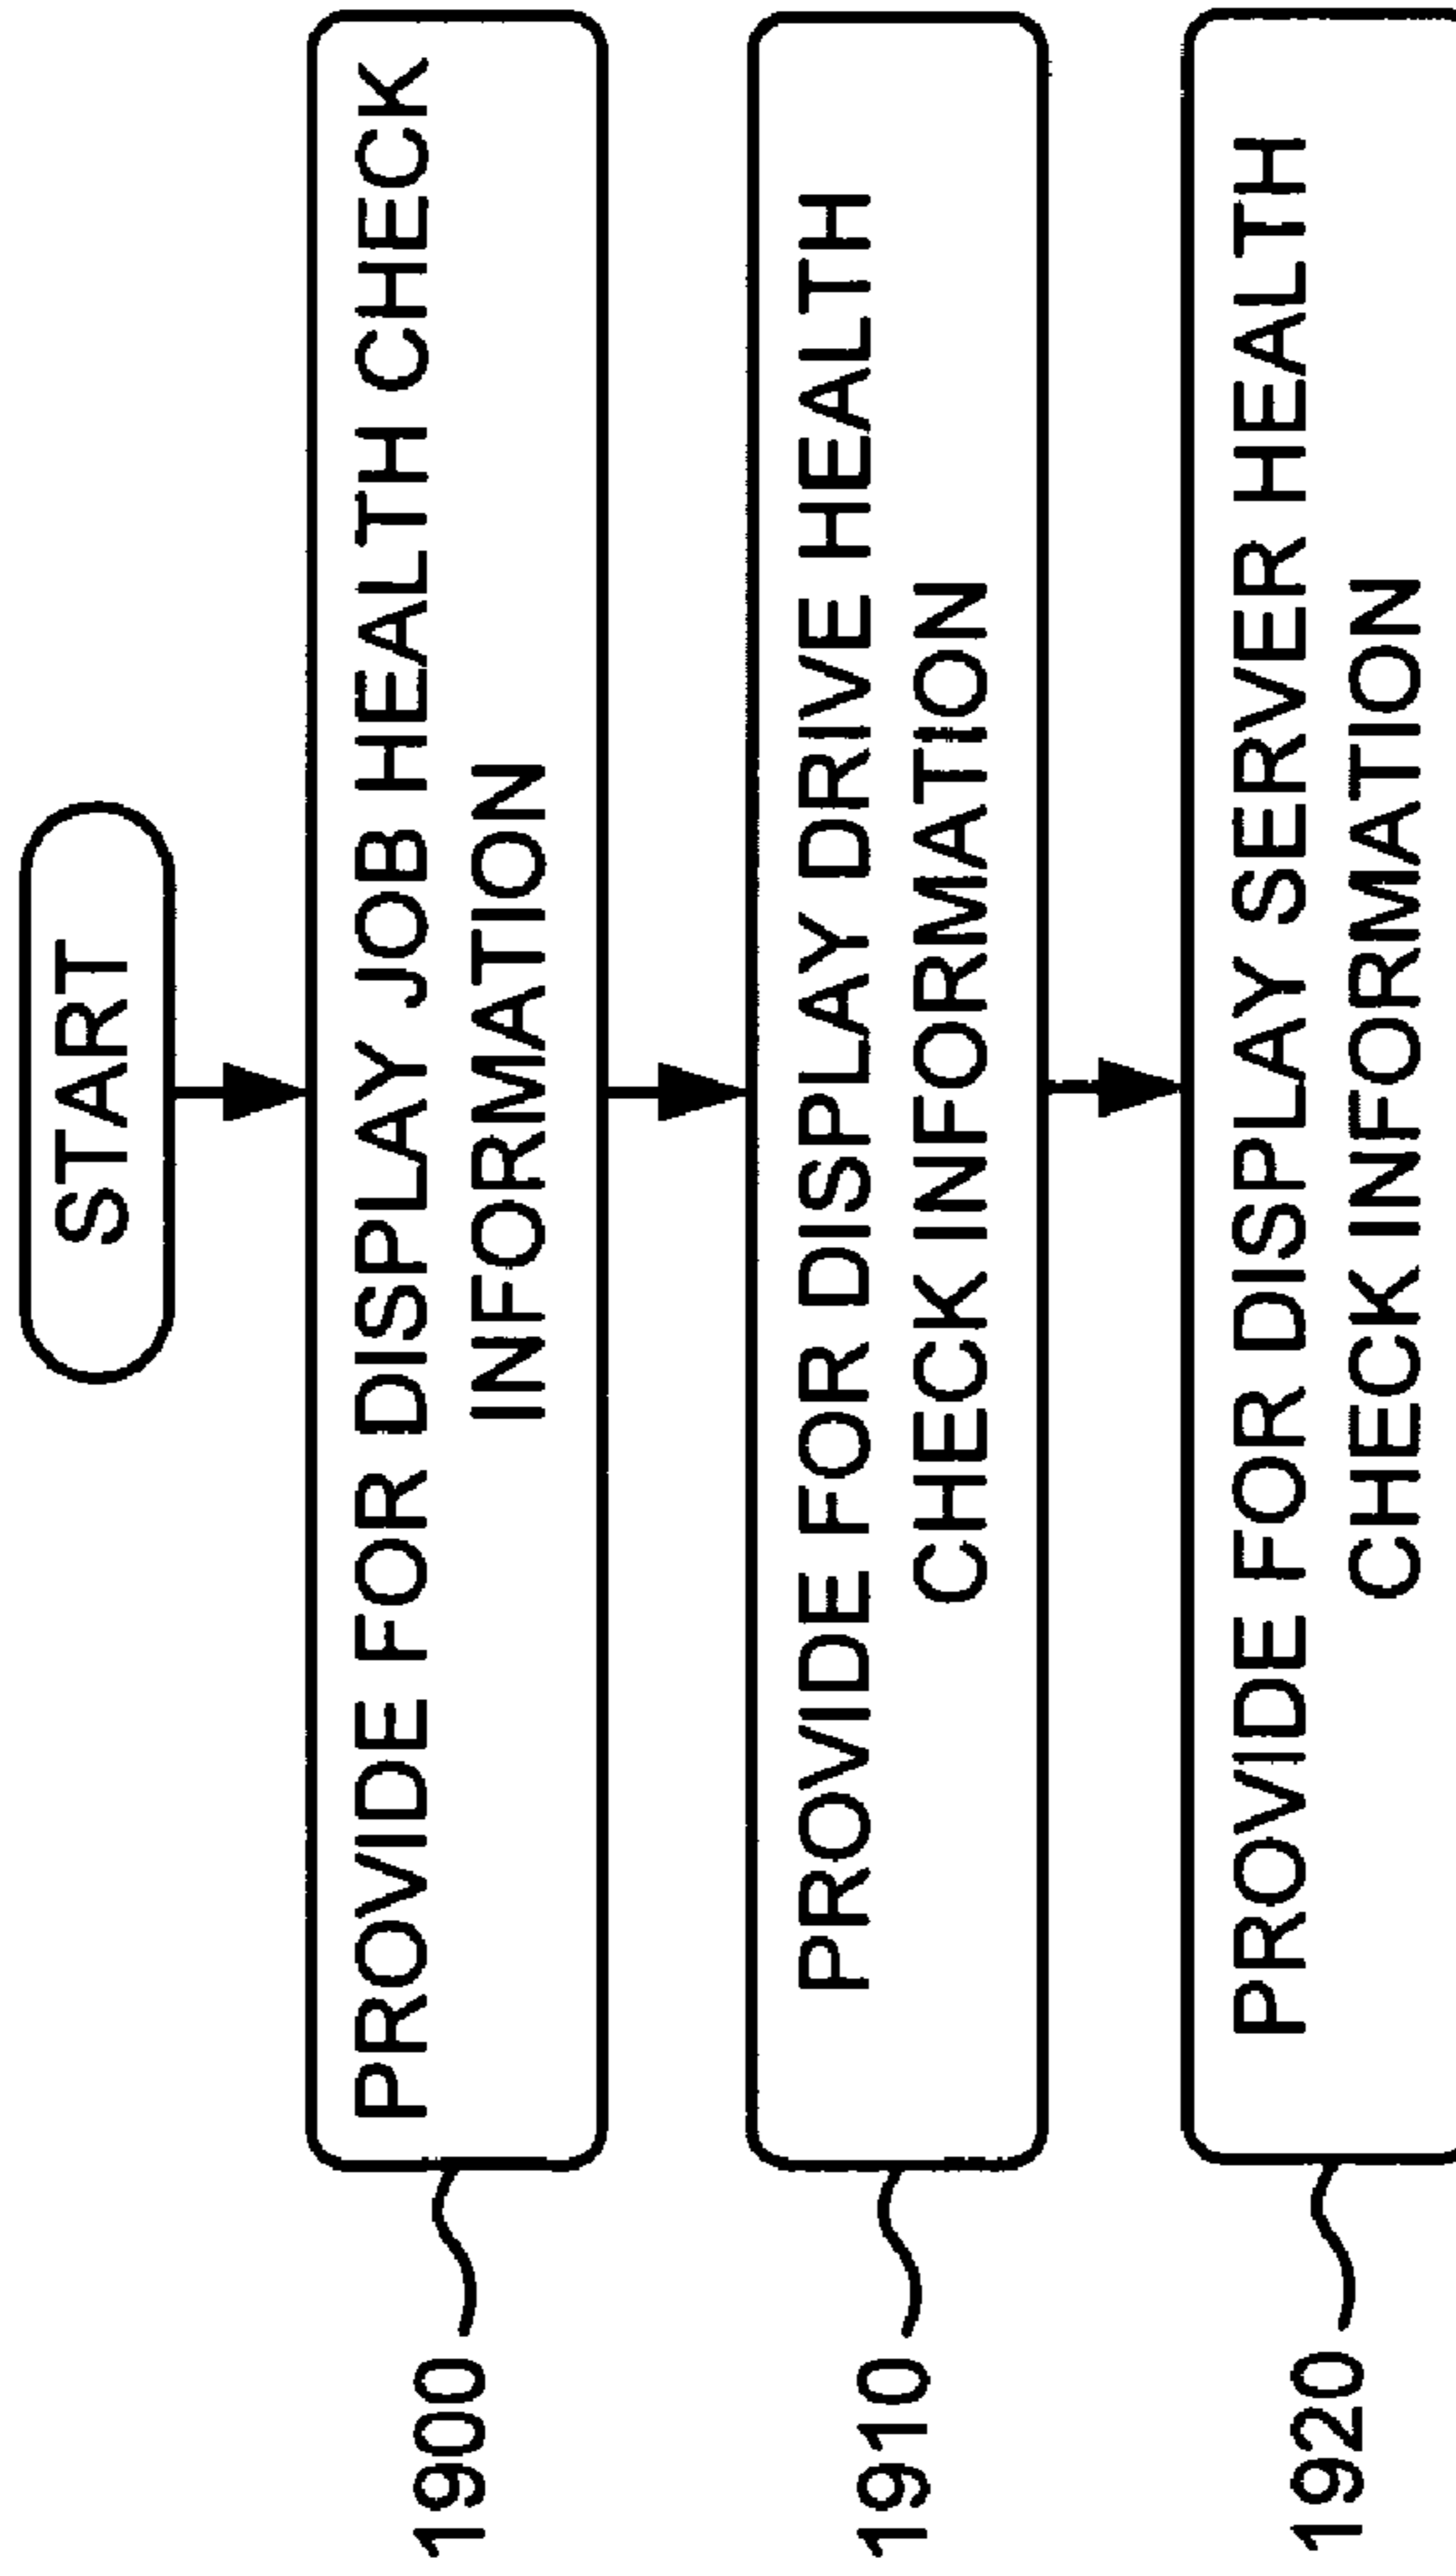 START
PROVIDE FOR DISPLAY JOB HEALTH CHECK
INFORMATION
1900
PROVIDE FOR DISPLAY DRIVE HEALTH
CHECK INFORMATION
1910
PROVIDE FOR DISPLAY SERVER HEALTH
CHECK INFORMATION
1920